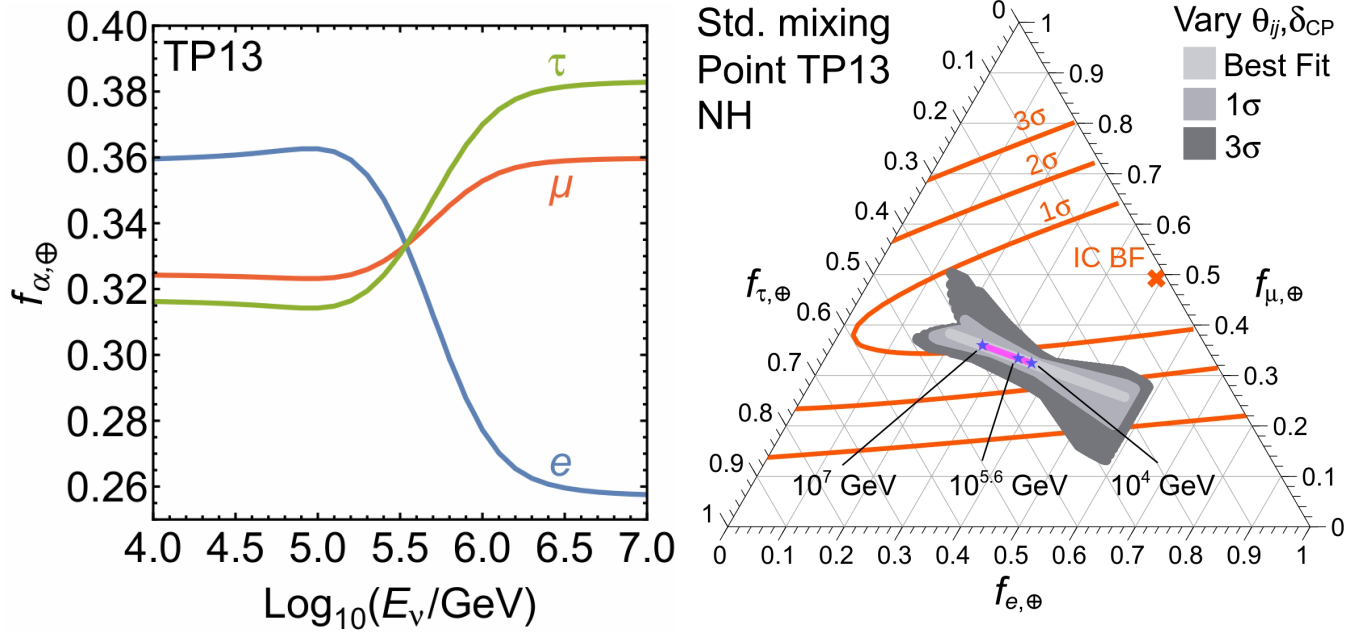 TP13
0.40
0.38
0.36
0.34
0.32
0.30
0.28
0.26
f α,⊕
τ
μ
e
4.0 4.5 5.0 5.5 6.0 6.5 7.0
Log10(Eν/GeV)
Std. mixing
Point TP13
NH
Vary θij,δCP
Best Fit
1σ
3σ
0
0.1
0.2
0.3
0.4
0.5
0.6
0.7
0.8
0.9
1
fτ,⊕
1
0.9
0.8
0.7
0.6
0.5
0.4
0.3
0.2
0.1
0
fμ,⊕
3σ
2σ
1σ
IC BF
10^7 GeV
10^5.6 GeV
10^4 GeV
0 0.1 0.2 0.3 0.4 0.5 0.6 0.7 0.8 0.9 1
fe,⊕